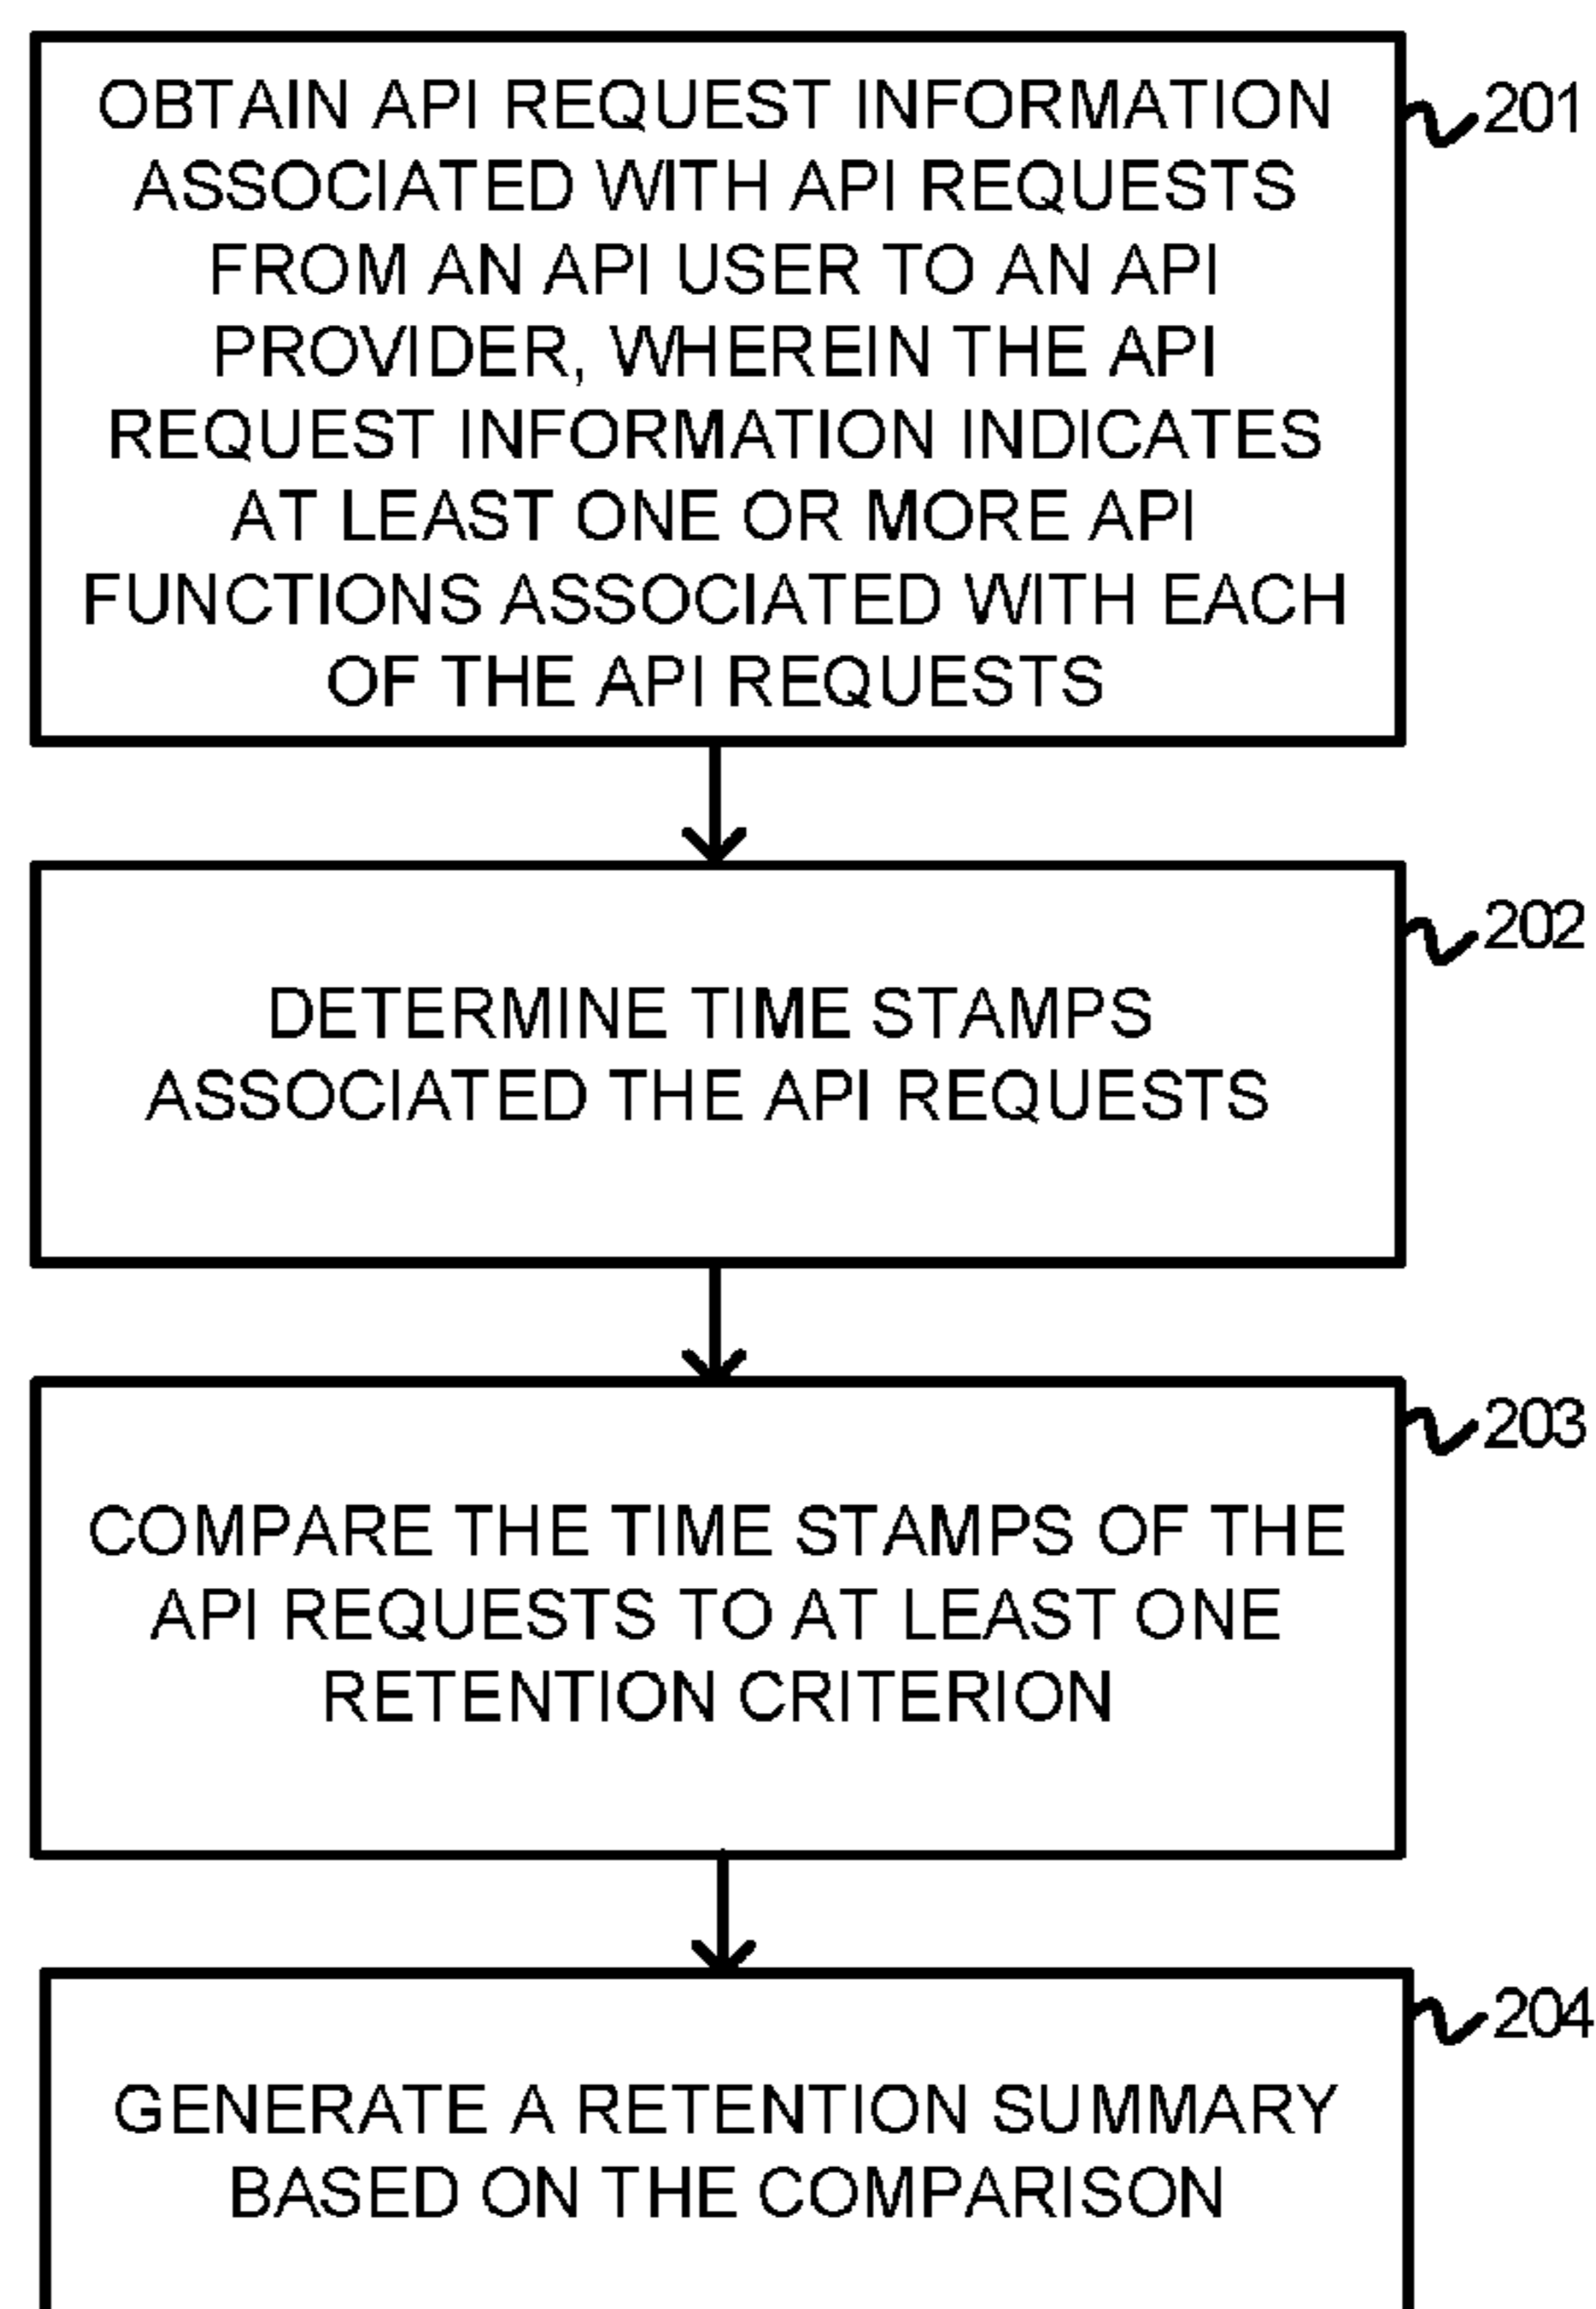 OBTAIN API REQUEST INFORMATION
ASSOCIATED WITH API REQUESTS
FROM AN API USER TO AN API
PROVIDER, WHEREIN THE API
REQUEST INFORMATION INDICATES
AT LEAST ONE OR MORE API
FUNCTIONS ASSOCIATED WITH EACH
OF THE API REQUESTS
201
DETERMINE TIME STAMPS
ASSOCIATED THE API REQUESTS
202
COMPARE THE TIME STAMPS OF THE
API REQUESTS TO AT LEAST ONE
RETENTION CRITERION
203
GENERATE A RETENTION SUMMARY
BASED ON THE COMPARISON
204